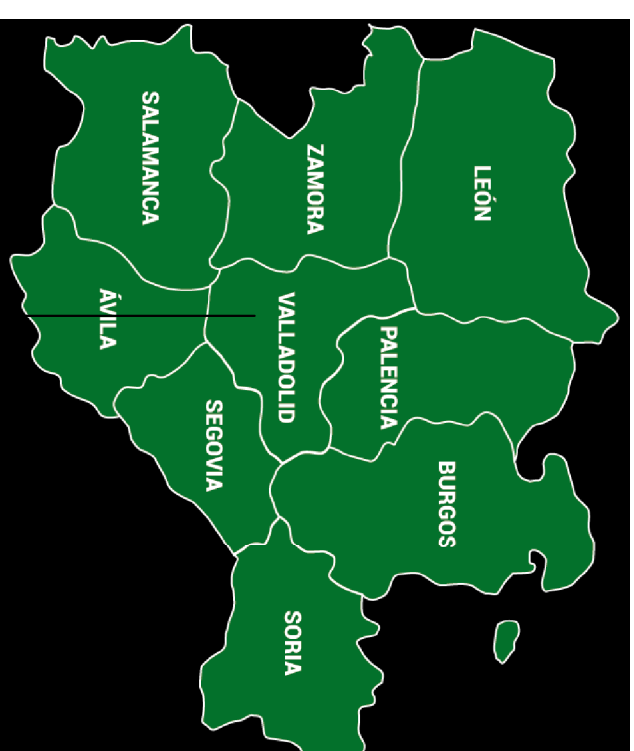 LEÓN
ZAMORA
SALAMANCA
PALENCIA
VALLADOLID
ÁVILA
BURGOS
SEGOVIA
SORIA